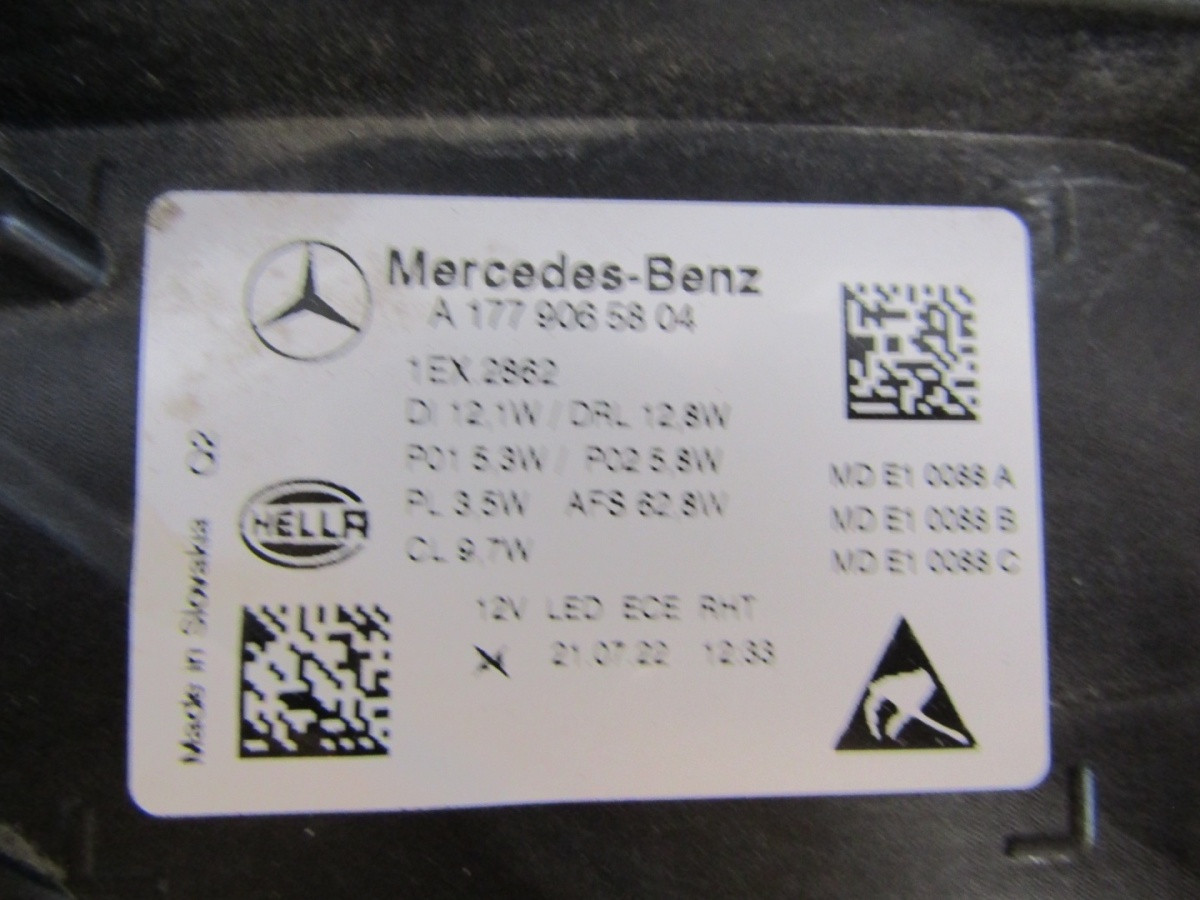 Mercedes-Benz
A 177 906 58 04
1EX 2862
DI 12,1W / DRL 12,8W
P01 5,3W / P02 5,8W
PL 3,5W AFS 62,8W
CL 9,7W
12V LED ECE RHT
21.07.22 12:33
MD E1 0088 A
MD E1 0088 B
MD E1 0088 C
HELLA
Made in Slovakia Q2